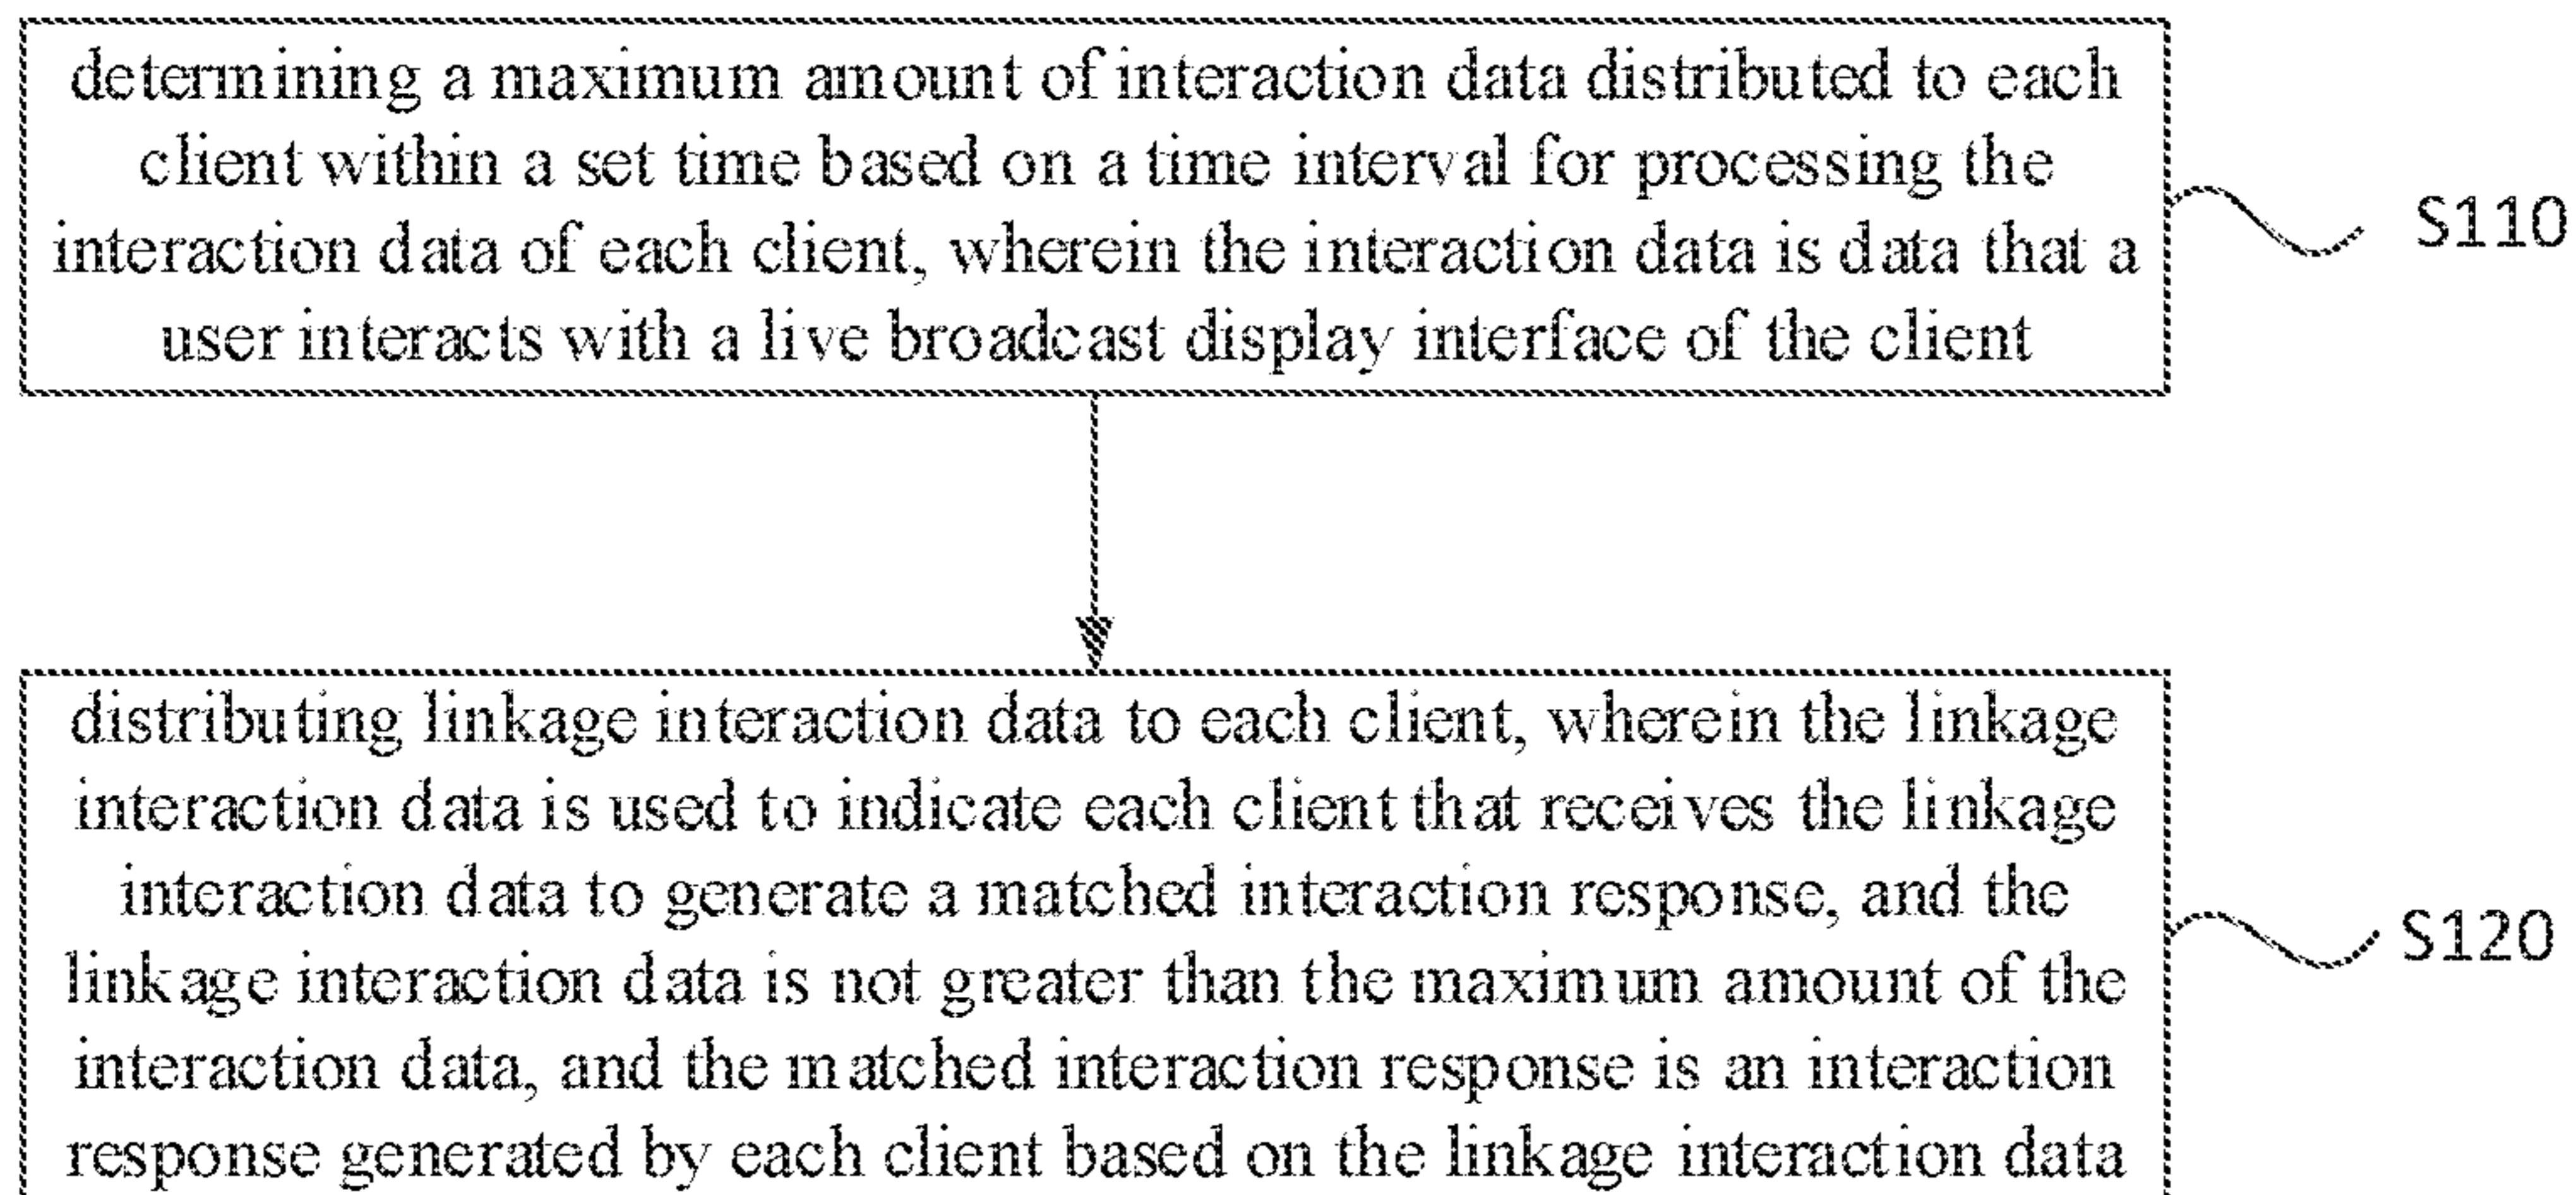 determining a maximum amount of interaction data distributed to each
client within a set time based on a time interval for processing the
interaction data of each client, wherein the interaction data is data that a
user interacts with a live broadcast display interface of the client
S110
distributing linkage interaction data to each client, wherein the linkage
interaction data is used to indicate each client that receives the linkage
interaction data to generate a matched interaction response, and the
linkage interaction data is not greater than the maximum amount of the
interaction data, and the matched interaction response is an interaction
response generated by each client based on the linkage interaction data
S120